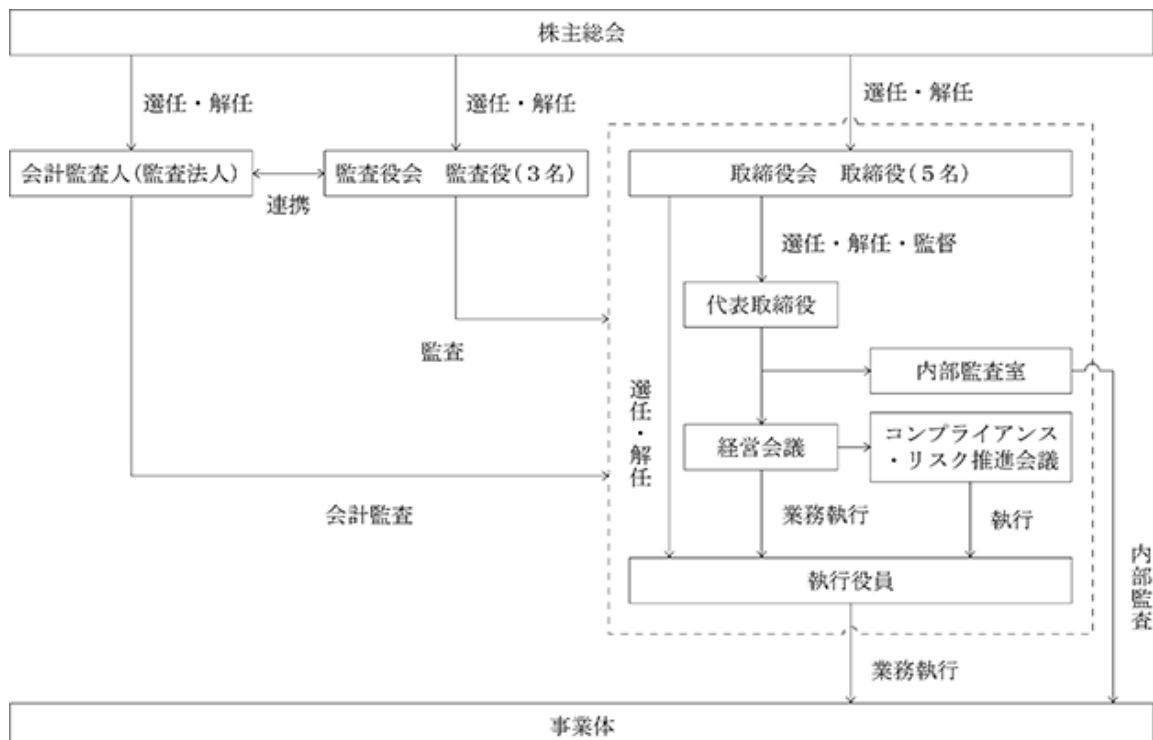 株主総会
選任・解任
選任・解任
選任・解任
会計監査人(監査法人)
連携
監査役会　監査役(３名)
取締役会　取締役(５名)
選任・解任・監督
代表取締役
監査
内部監査室
選任・解任
経営会議
コンプライアンス
・リスク推進会議
会計監査
業務執行
執行
内部監査
執行役員
業務執行
事業体